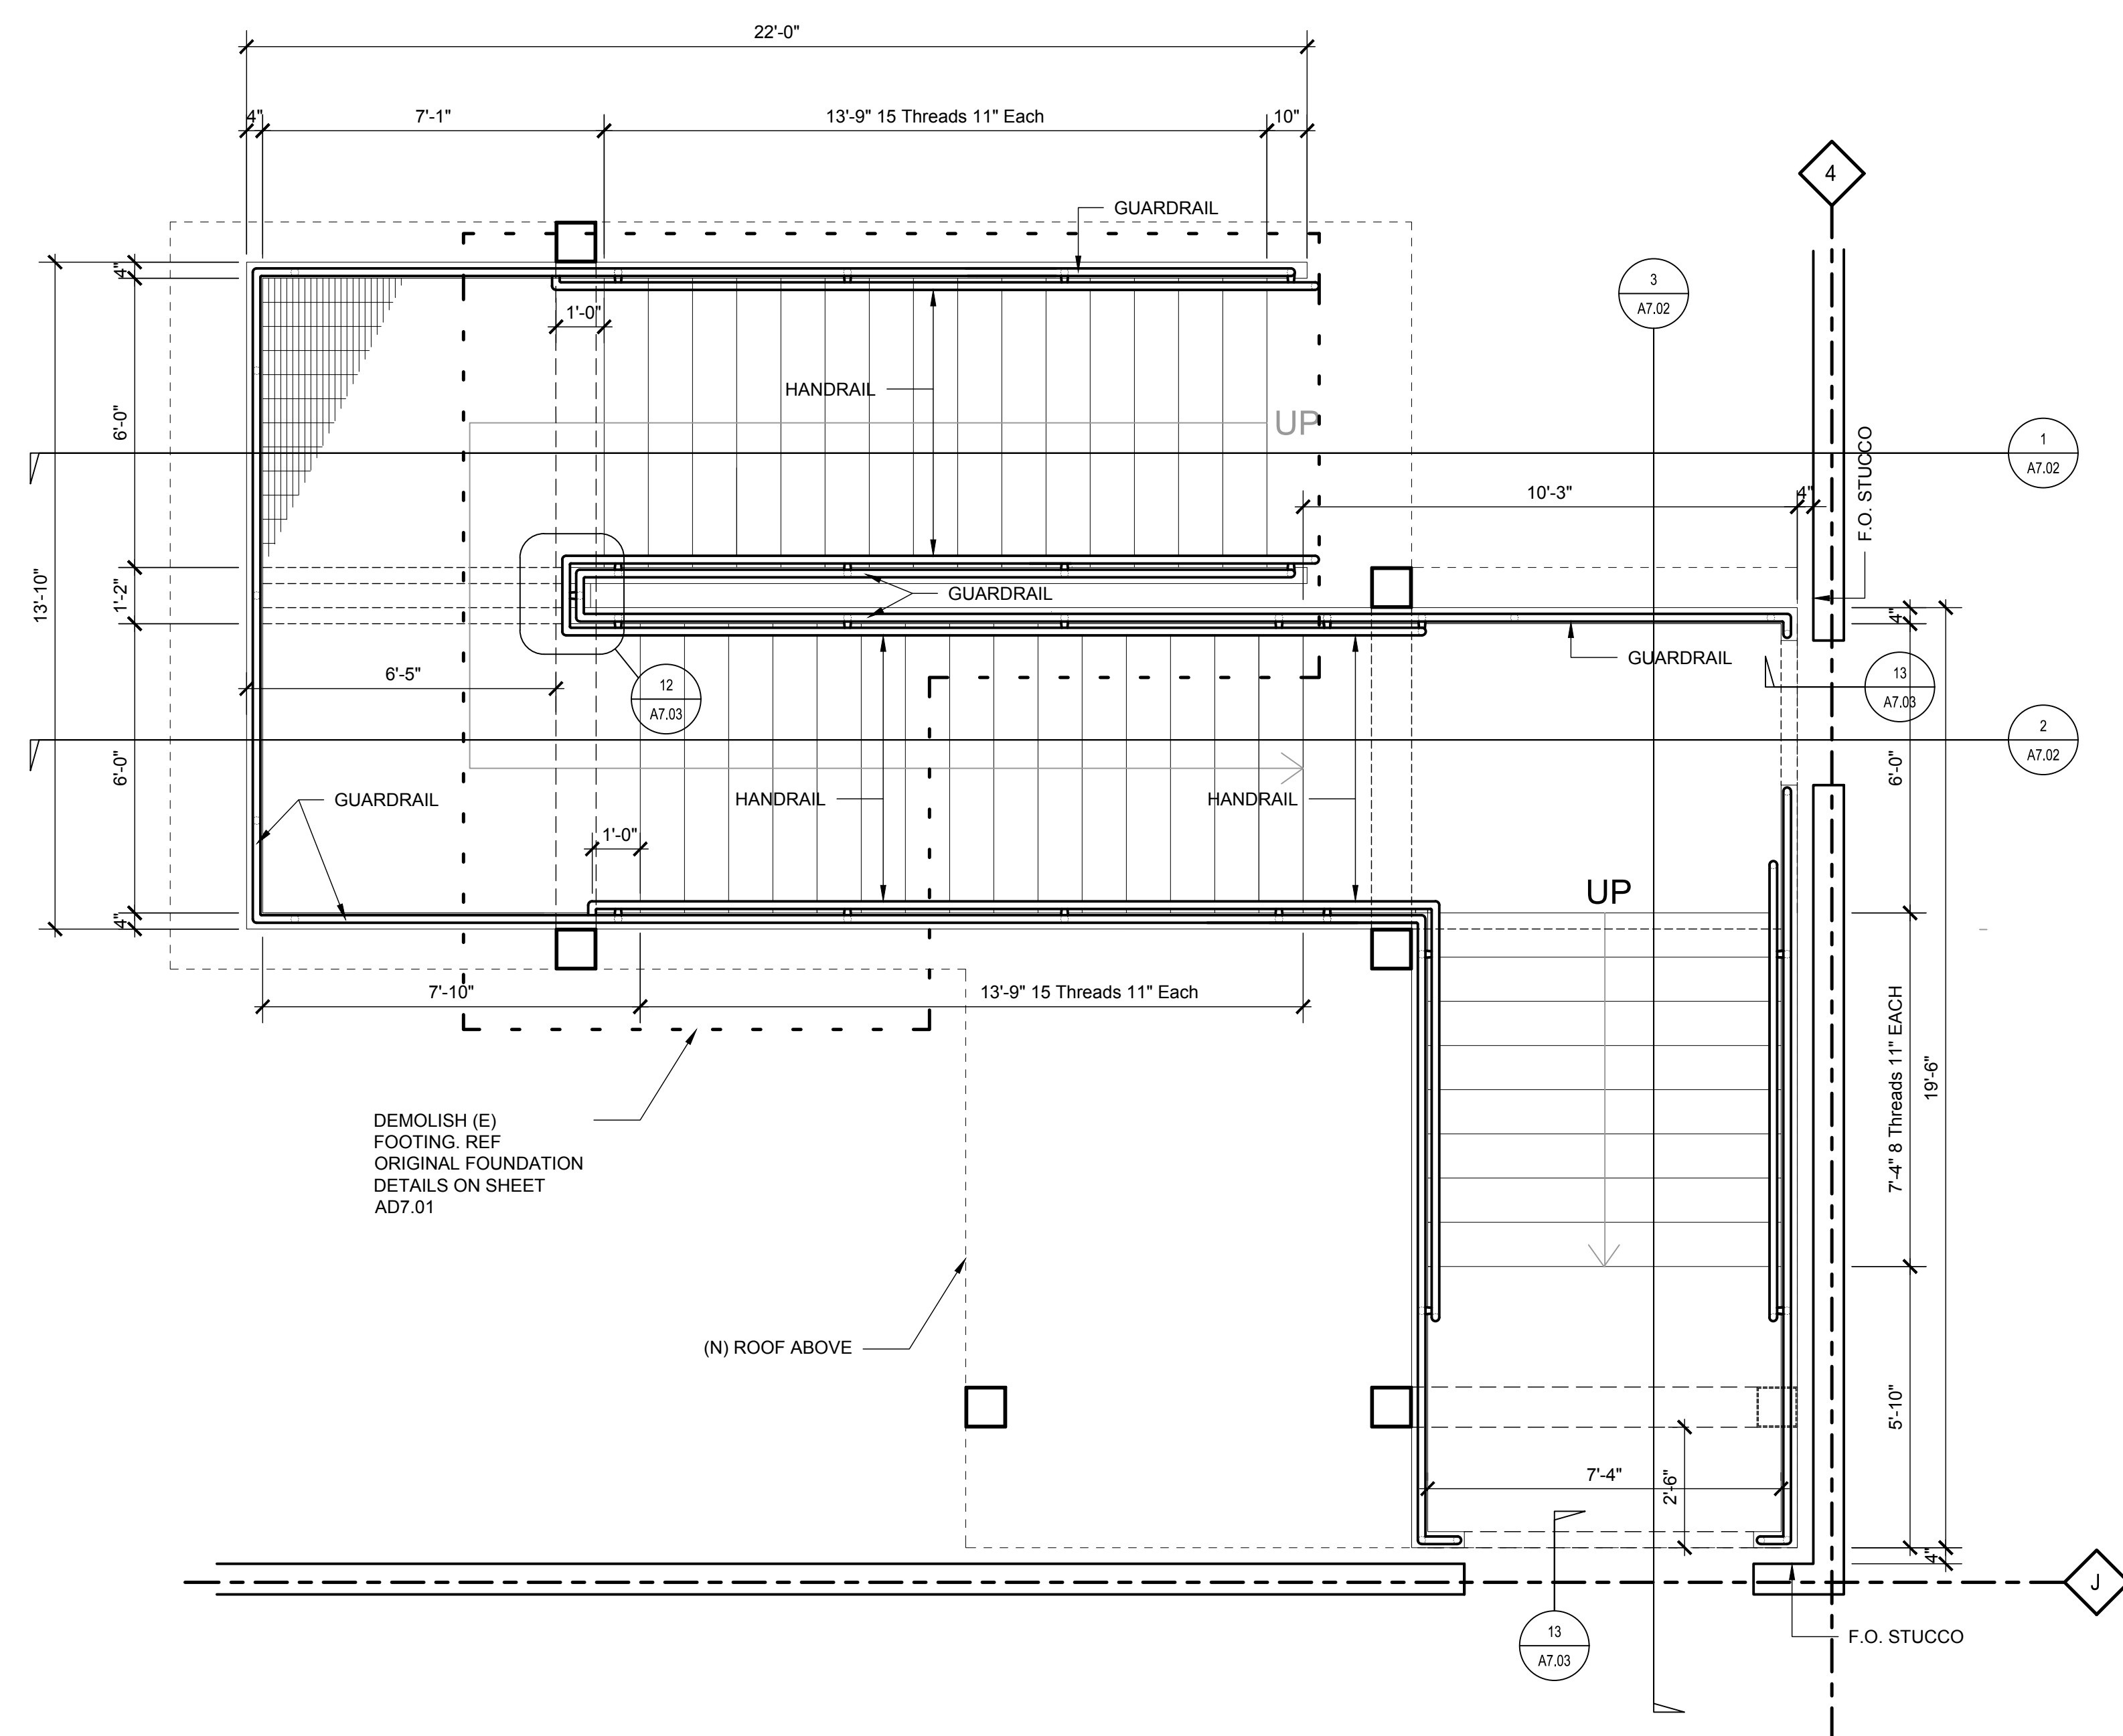 22'-0"
4"
7'-1"
13'-9" 15 Threads 11" Each
10"
4
GUARDRAIL
3
A7.02
4"
1'-0"
HANDRAIL
6'-0"
UP
1
A7.02
F.O. STUCCO
10'-3"
4"
13'-10"
1'-2"
GUARDRAIL
4"
GUARDRAIL
6'-5"
12
A7.03
13
A7.03
2
A7.02
6'-0"
6'-0"
GUARDRAIL
HANDRAIL
HANDRAIL
1'-0"
UP
4"
7'-10"
13'-9" 15 Threads 11" Each
7'-4" 8 Threads 11" EACH
19'-6"
DEMOLISH (E)
FOOTING. REF
ORIGINAL FOUNDATION
DETAILS ON SHEET
AD7.01
(N) ROOF ABOVE
5'-10"
7'-4"
2'-6"
4"
J
13
A7.03
F.O. STUCCO